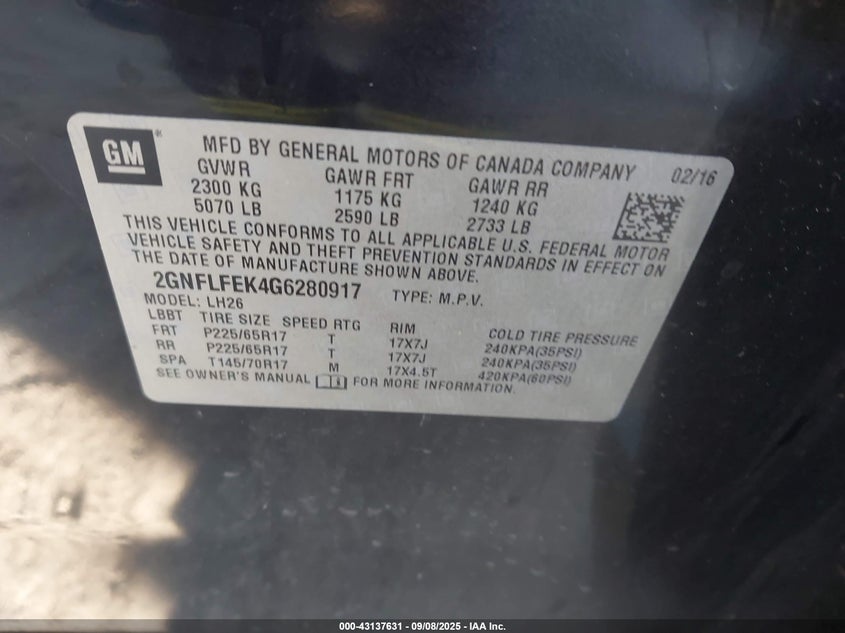 GM
MFD BY GENERAL MOTORS OF CANADA COMPANY 02/16
GVWR GAWR FRT GAWR RR
2300 KG 1175 KG 1240 KG
5070 LB 2590 LB 2733 LB
THIS VEHICLE CONFORMS TO ALL APPLICABLE U.S. FEDERAL MOTOR
VEHICLE SAFETY AND THEFT PREVENTION STANDARDS IN EFFECT ON
THE DATE OF MANUFACTURE SHOWN ABOVE.
2GNFLFEK4G6280917 TYPE: M.P.V.
MODEL: LH26
LBBT TIRE SIZE SPEED RTG RIM COLD TIRE PRESSURE
FRT P225/65R17 T 17X7J 240KPA(35PSI)
RR P225/65R17 T 17X7J 240KPA(35PSI)
SPA T145/70R17 M 17X4.5T 420KPA(60PSI)
SEE OWNER'S MANUAL FOR MORE INFORMATION.
000-43137631 - 09/08/2025 - IAA Inc.